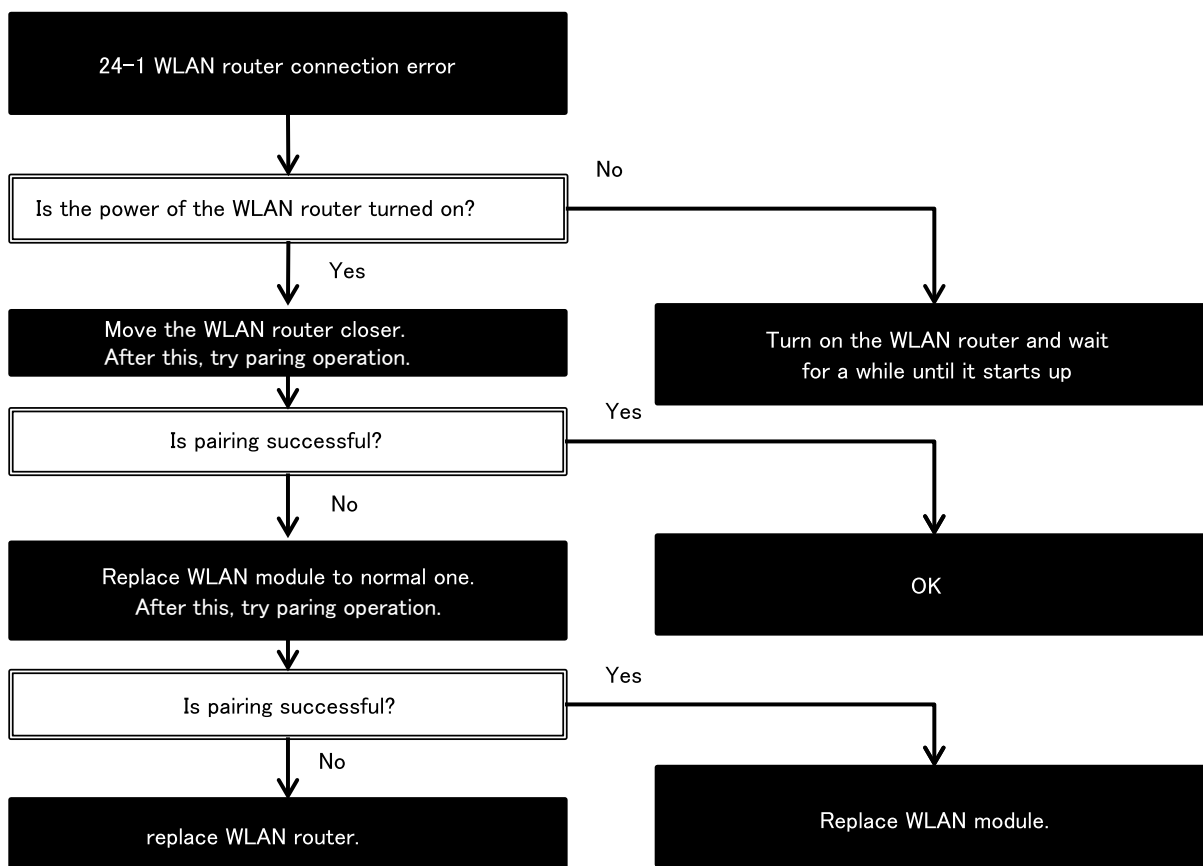 24-1 WLAN router connection error
Is the power of the WLAN router turned on?
No
Yes
Move the WLAN router closer.
After this, try paring operation.
Turn on the WLAN router and wait
for a while until it starts up
Is pairing successful?
Yes
No
Replace WLAN module to normal one.
After this, try paring operation.
OK
Is pairing successful?
Yes
No
replace WLAN router.
Replace WLAN module.